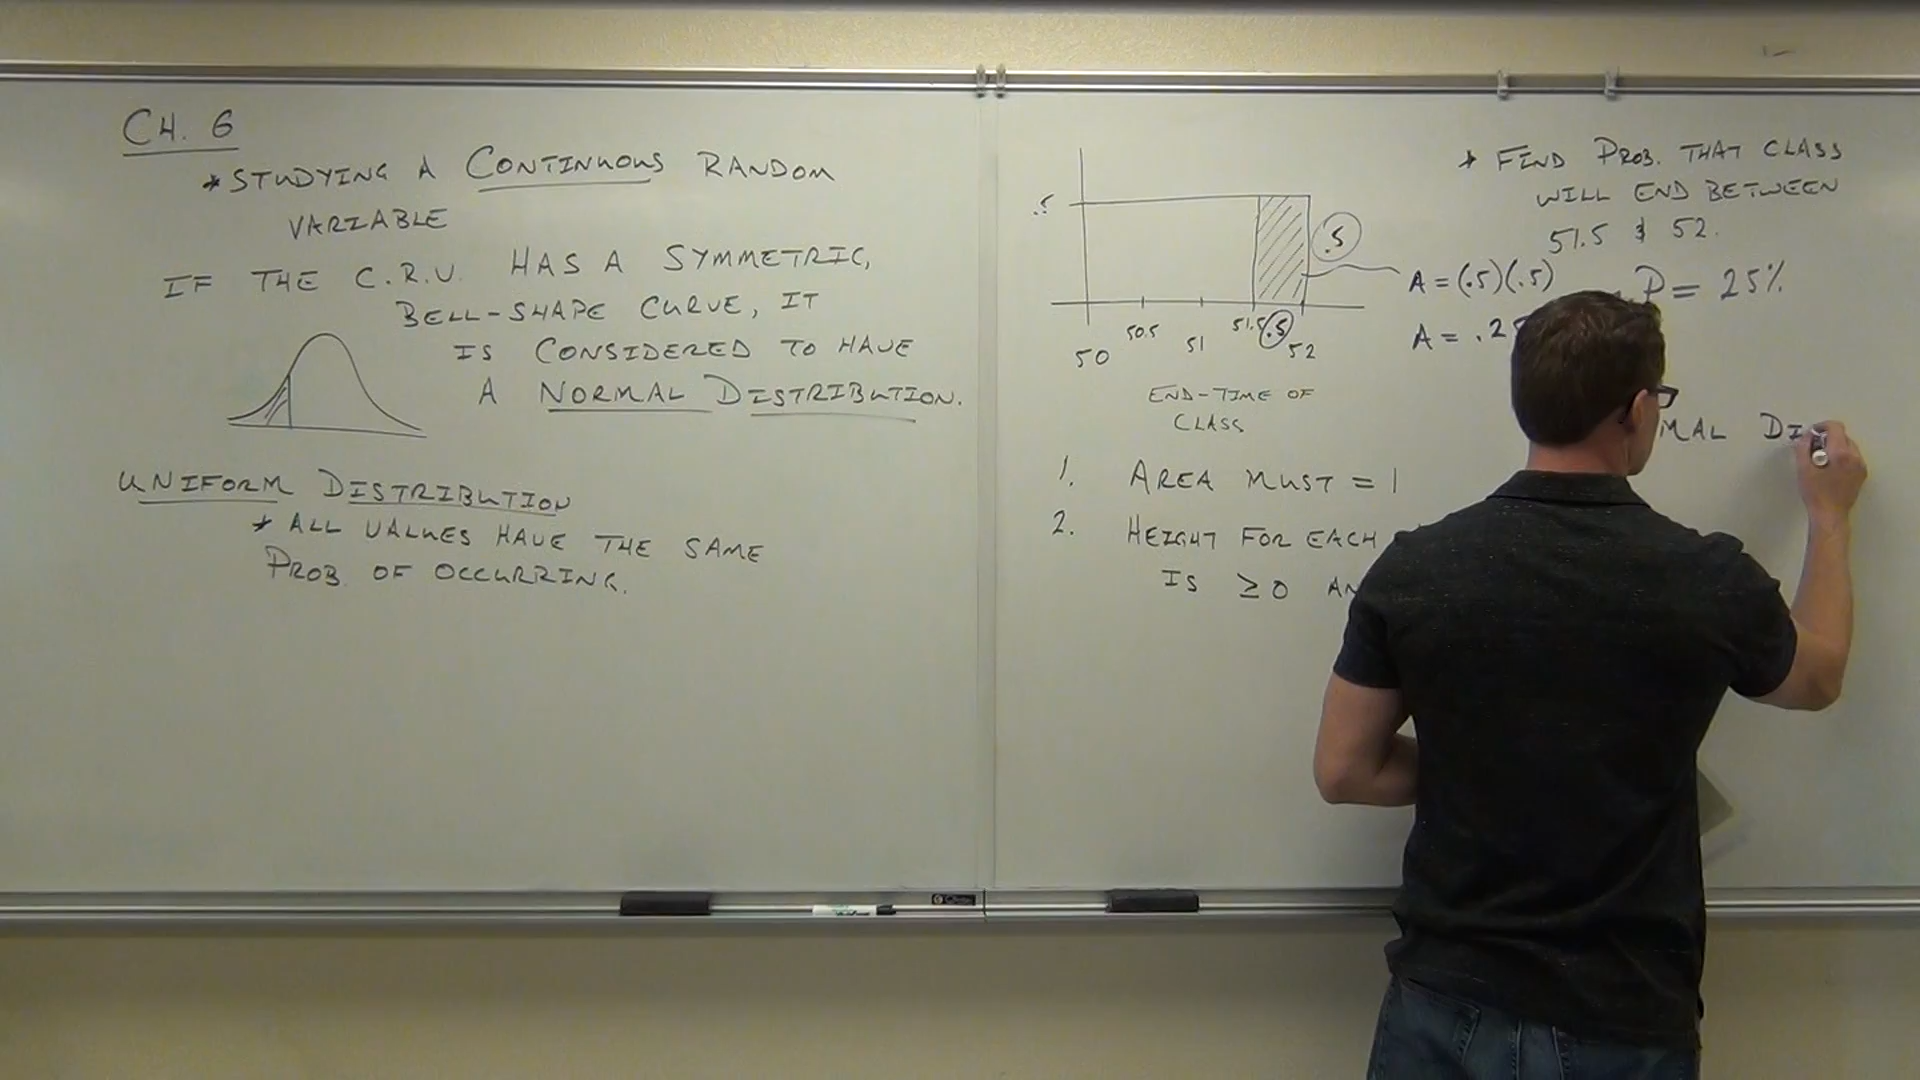 CH. 6
* STUDYING A CONTINUOUS RANDOM
VARIABLE
IF THE C.R.V. HAS A SYMMETRIC,
BELL-SHAPE CURVE, IT
IS CONSIDERED TO HAVE
A NORMAL DISTRIBUTION.
UNIFORM DISTRIBUTION
* ALL VALUES HAVE THE SAME
PROB. OF OCCURRING.
.5
.5
50
50.5
51
51.5
.5
52
END-TIME OF
CLASS
1. AREA MUST = 1
2. HEIGHT FOR EACH
IS ≥0
* FIND PROB. THAT CLASS
WILL END BETWEEN
51.5 & 52.
A = (.5)(.5)
A = .25
P = 25%
MAL DI